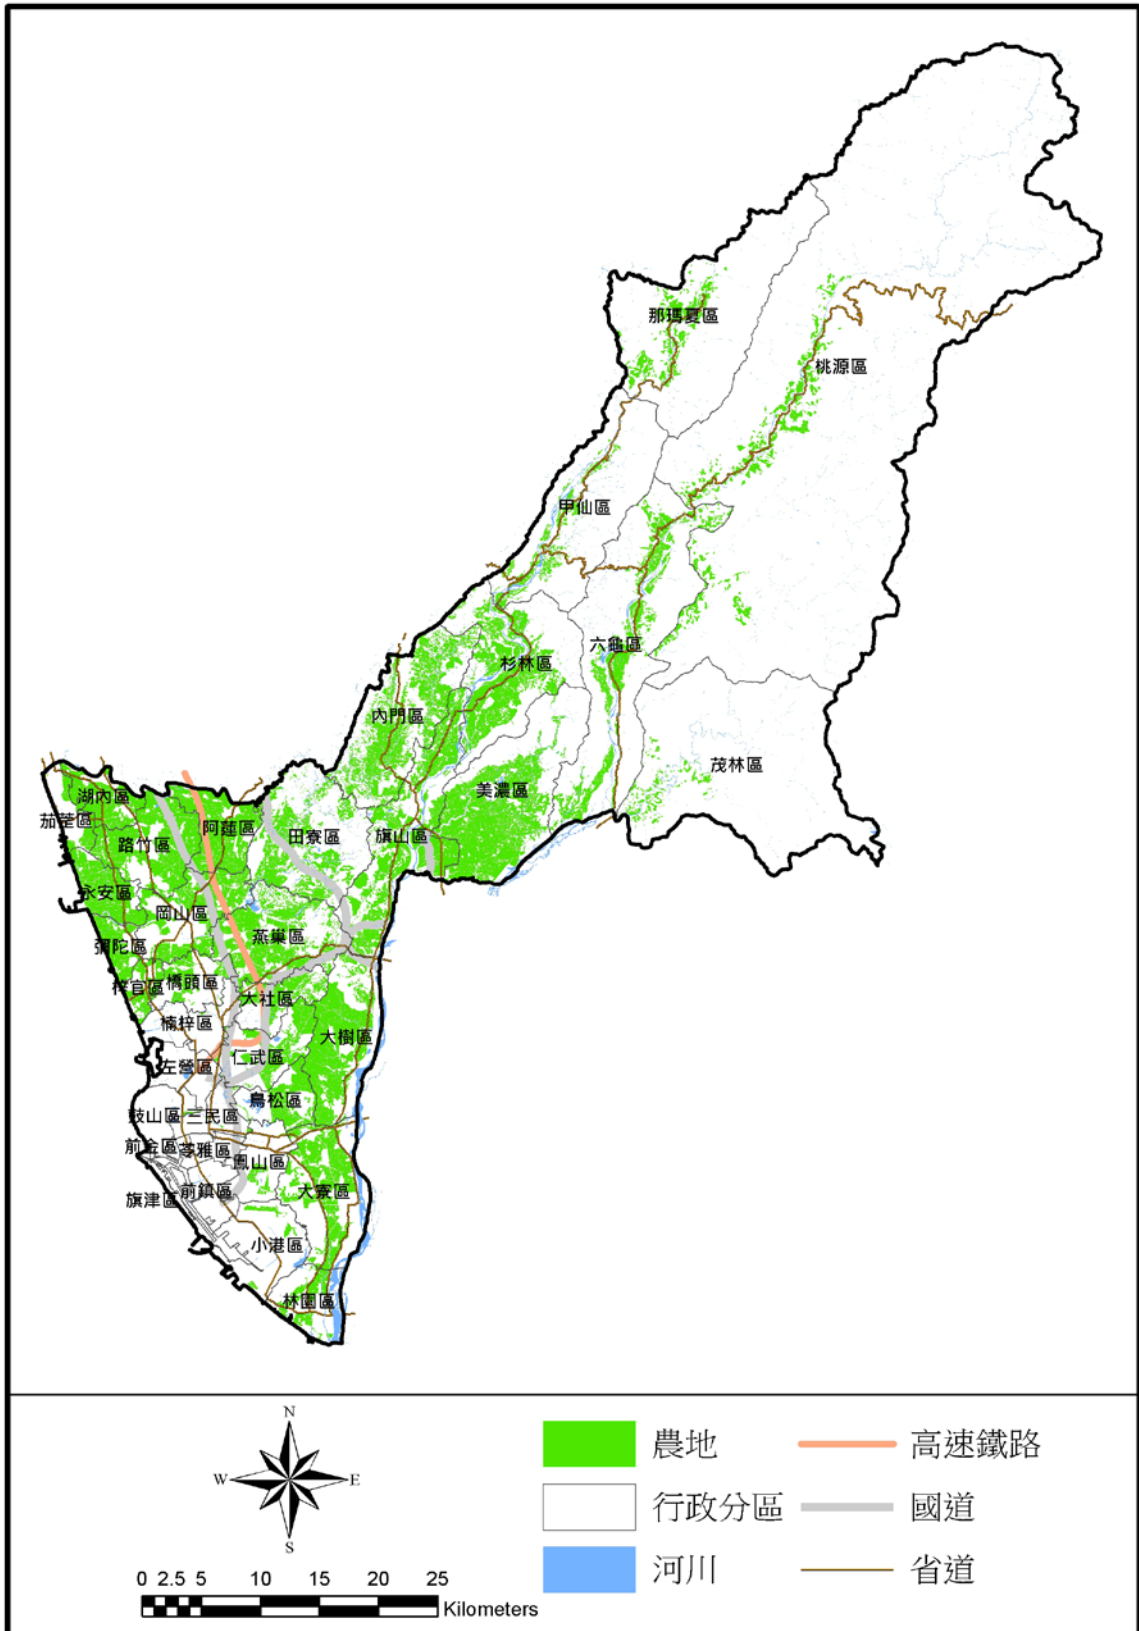 那瑪夏區
桃源區
甲仙區
六龜區
杉林區
內門區
茂林區
美濃區
湖內區
茄萣區
阿蓮區
路竹區
田寮區
旗山區
永安區
岡山區
彌陀區
燕巢區
梓官區
橋頭區
大社區
楠梓區
大樹區
左營區
仁武區
鳥松區
鼓山區
三民區
前金區
苓雅區
鳳山區
旗津區
前鎮區
大寮區
小港區
林園區
N
W
E
S
0 2.5 5 10 15 20 25
Kilometers
農地
高速鐵路
行政分區
國道
河川
省道